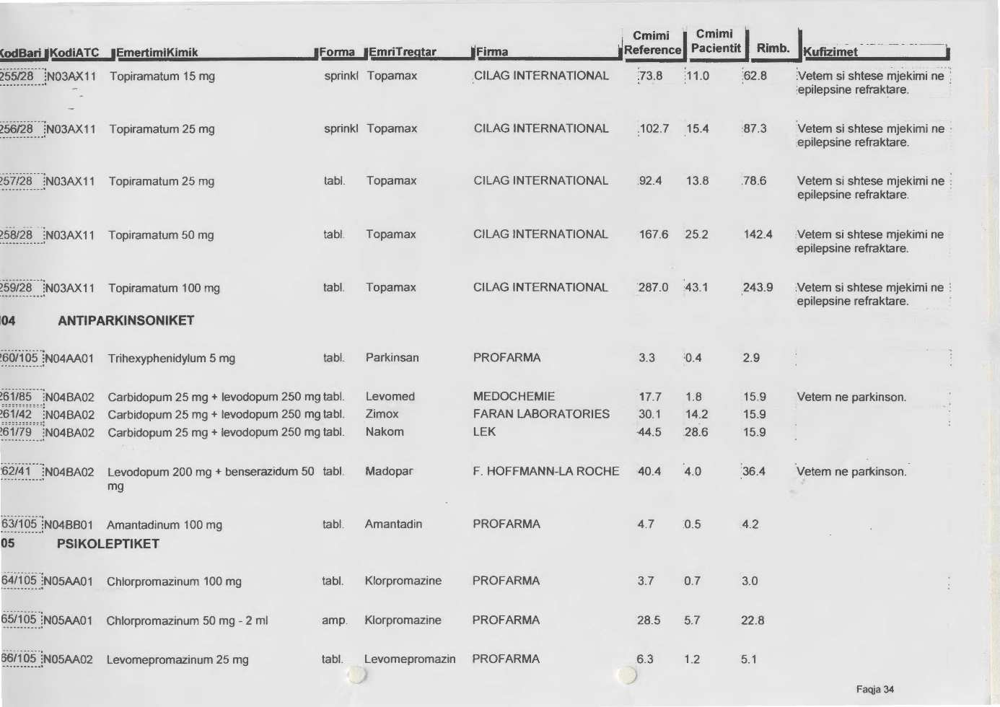 KodBari KodiATC EmertimiKimik Forma EmriTregtar Firma Cmimi Reference Cmimi Pacientit Rimb. Kufizimet
255/28 N03AX11 Topiramatum 15 mg sprinkl Topamax CILAG INTERNATIONAL 73.8 11.0 62.8 Vetem si shtese mjekimi ne
epilepsine refraktare.
256/28 N03AX11 Topiramatum 25 mg sprinkl Topamax CILAG INTERNATIONAL 102.7 15.4 87.3 Vetem si shtese mjekimi ne
epilepsine refraktare.
257/28 N03AX11 Topiramatum 25 mg tabl. Topamax CILAG INTERNATIONAL 92.4 13.8 78.6 Vetem si shtese mjekimi ne
epilepsine refraktare.
258/28 N03AX11 Topiramatum 50 mg tabl. Topamax CILAG INTERNATIONAL 167.6 25.2 142.4 Vetem si shtese mjekimi ne
epilepsine refraktare.
259/28 N03AX11 Topiramatum 100 mg tabl. Topamax CILAG INTERNATIONAL 287.0 43.1 243.9 Vetem si shtese mjekimi ne
epilepsine refraktare.
04 ANTIPARKINSONIKET
260/105 N04AA01 Trihexyphenidylum 5 mg tabl. Parkinsan PROFARMA 3.3 0.4 2.9
261/85 N04BA02 Carbidopum 25 mg + levodopum 250 mg tabl. Levomed MEDOCHEMIE 17.7 1.8 15.9 Vetem ne parkinson.
261/42 N04BA02 Carbidopum 25 mg + levodopum 250 mg tabl. Zimox FARAN LABORATORIES 30.1 14.2 15.9
261/79 N04BA02 Carbidopum 25 mg + levodopum 250 mg tabl. Nakom LEK 44.5 28.6 15.9
62/41 N04BA02 Levodopum 200 mg + benserazidum 50 tabl. Madopar F. HOFFMANN-LA ROCHE 40.4 4.0 36.4 Vetem ne parkinson.
mg
63/105 N04BB01 Amantadinum 100 mg tabl. Amantadin PROFARMA 4.7 0.5 4.2
05 PSIKOLEPTIKET
64/105 N05AA01 Chlorpromazinum 100 mg tabl. Klorpromazine PROFARMA 3.7 0.7 3.0
65/105 N05AA01 Chlorpromazinum 50 mg - 2 ml amp. Klorpromazine PROFARMA 28.5 5.7 22.8
66/105 N05AA02 Levomepromazinum 25 mg tabl. Levomepromazin PROFARMA 6.3 1.2 5.1
Faqja 34